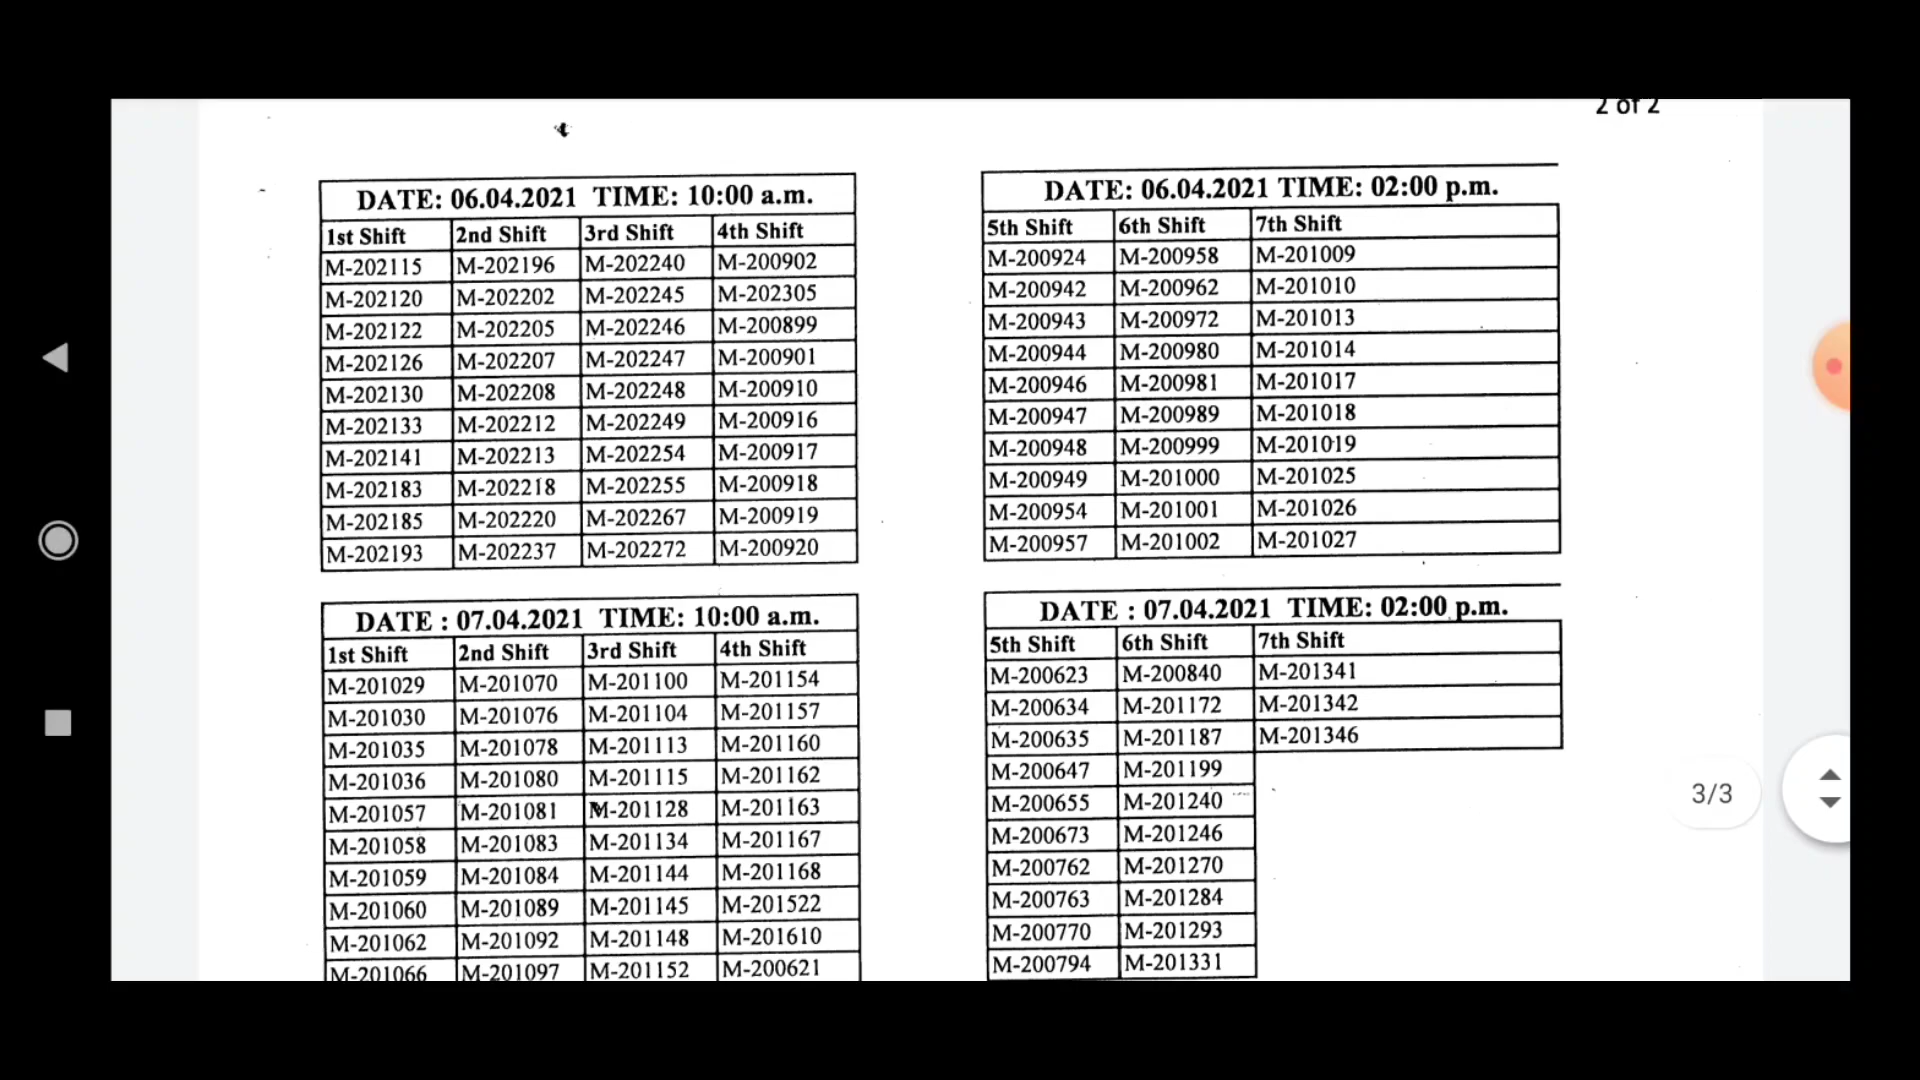 2 of 2
DATE: 06.04.2021 TIME: 10:00 a.m.
1st Shift 2nd Shift 3rd Shift 4th Shift
M-202115 M-202196 M-202240 M-200902
M-202120 M-202202 M-202245 M-202305
M-202122 M-202205 M-202246 M-200899
M-202126 M-202207 M-202247 M-200901
M-202130 M-202208 M-202248 M-200910
M-202133 M-202212 M-202249 M-200916
M-202141 M-202213 M-202254 M-200917
M-202183 M-202218 M-202255 M-200918
M-202185 M-202220 M-202267 M-200919
M-202193 M-202237 M-202272 M-200920
DATE: 06.04.2021 TIME: 02:00 p.m.
5th Shift 6th Shift 7th Shift
M-200924 M-200958 M-201009
M-200942 M-200962 M-201010
M-200943 M-200972 M-201013
M-200944 M-200980 M-201014
M-200946 M-200981 M-201017
M-200947 M-200989 M-201018
M-200948 M-200999 M-201019
M-200949 M-201000 M-201025
M-200954 M-201001 M-201026
M-200957 M-201002 M-201027
DATE : 07.04.2021 TIME: 10:00 a.m.
1st Shift 2nd Shift 3rd Shift 4th Shift
M-201029 M-201070 M-201100 M-201154
M-201030 M-201076 M-201104 M-201157
M-201035 M-201078 M-201113 M-201160
M-201036 M-201080 M-201115 M-201162
M-201057 M-201081 M-201128 M-201163
M-201058 M-201083 M-201134 M-201167
M-201059 M-201084 M-201144 M-201168
M-201060 M-201089 M-201145 M-201522
M-201062 M-201092 M-201148 M-201610
M-201066 M-201097 M-201152 M-200621
DATE : 07.04.2021 TIME: 02:00 p.m.
5th Shift 6th Shift 7th Shift
M-200623 M-200840 M-201341
M-200634 M-201172 M-201342
M-200635 M-201187 M-201346
M-200647 M-201199
M-200655 M-201240
M-200673 M-201246
M-200762 M-201270
M-200763 M-201284
M-200770 M-201293
M-200794 M-201331
3/3